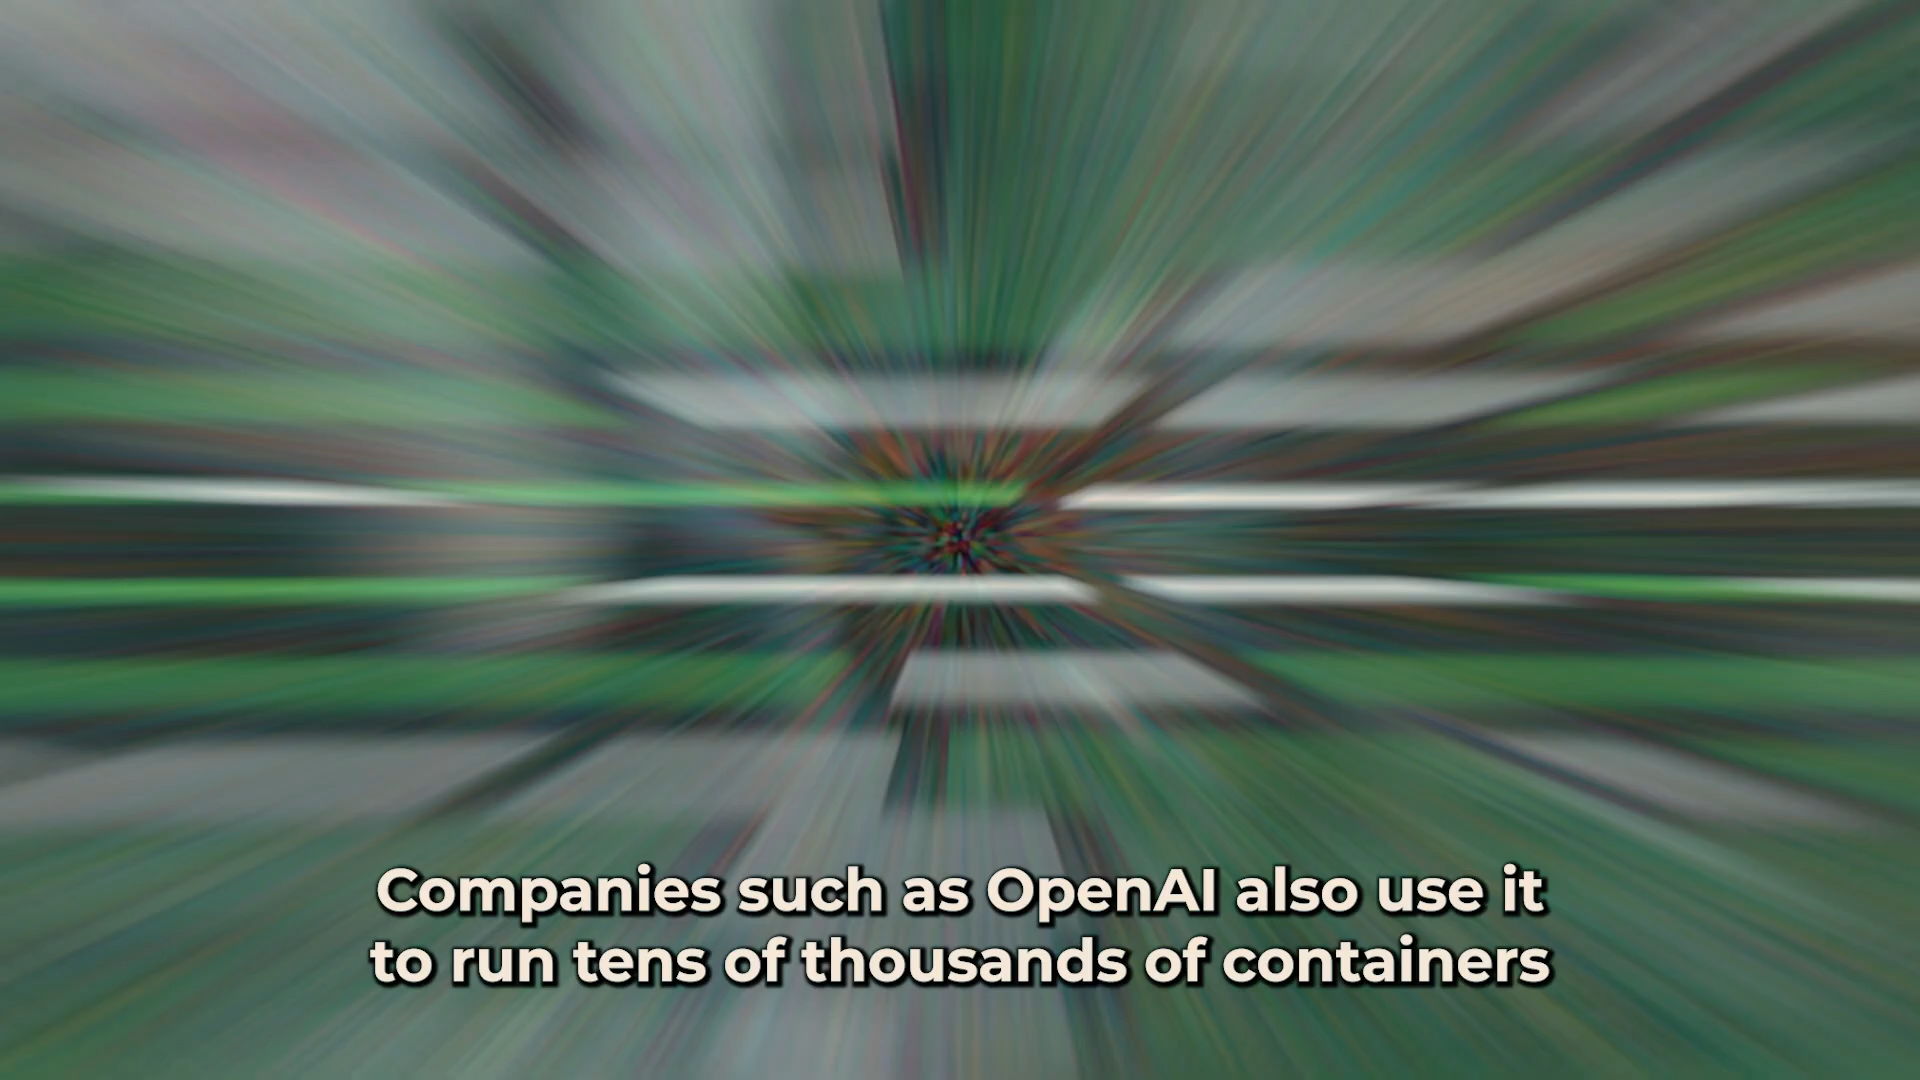 Companies such as OpenAI also use it
to run tens of thousands of containers